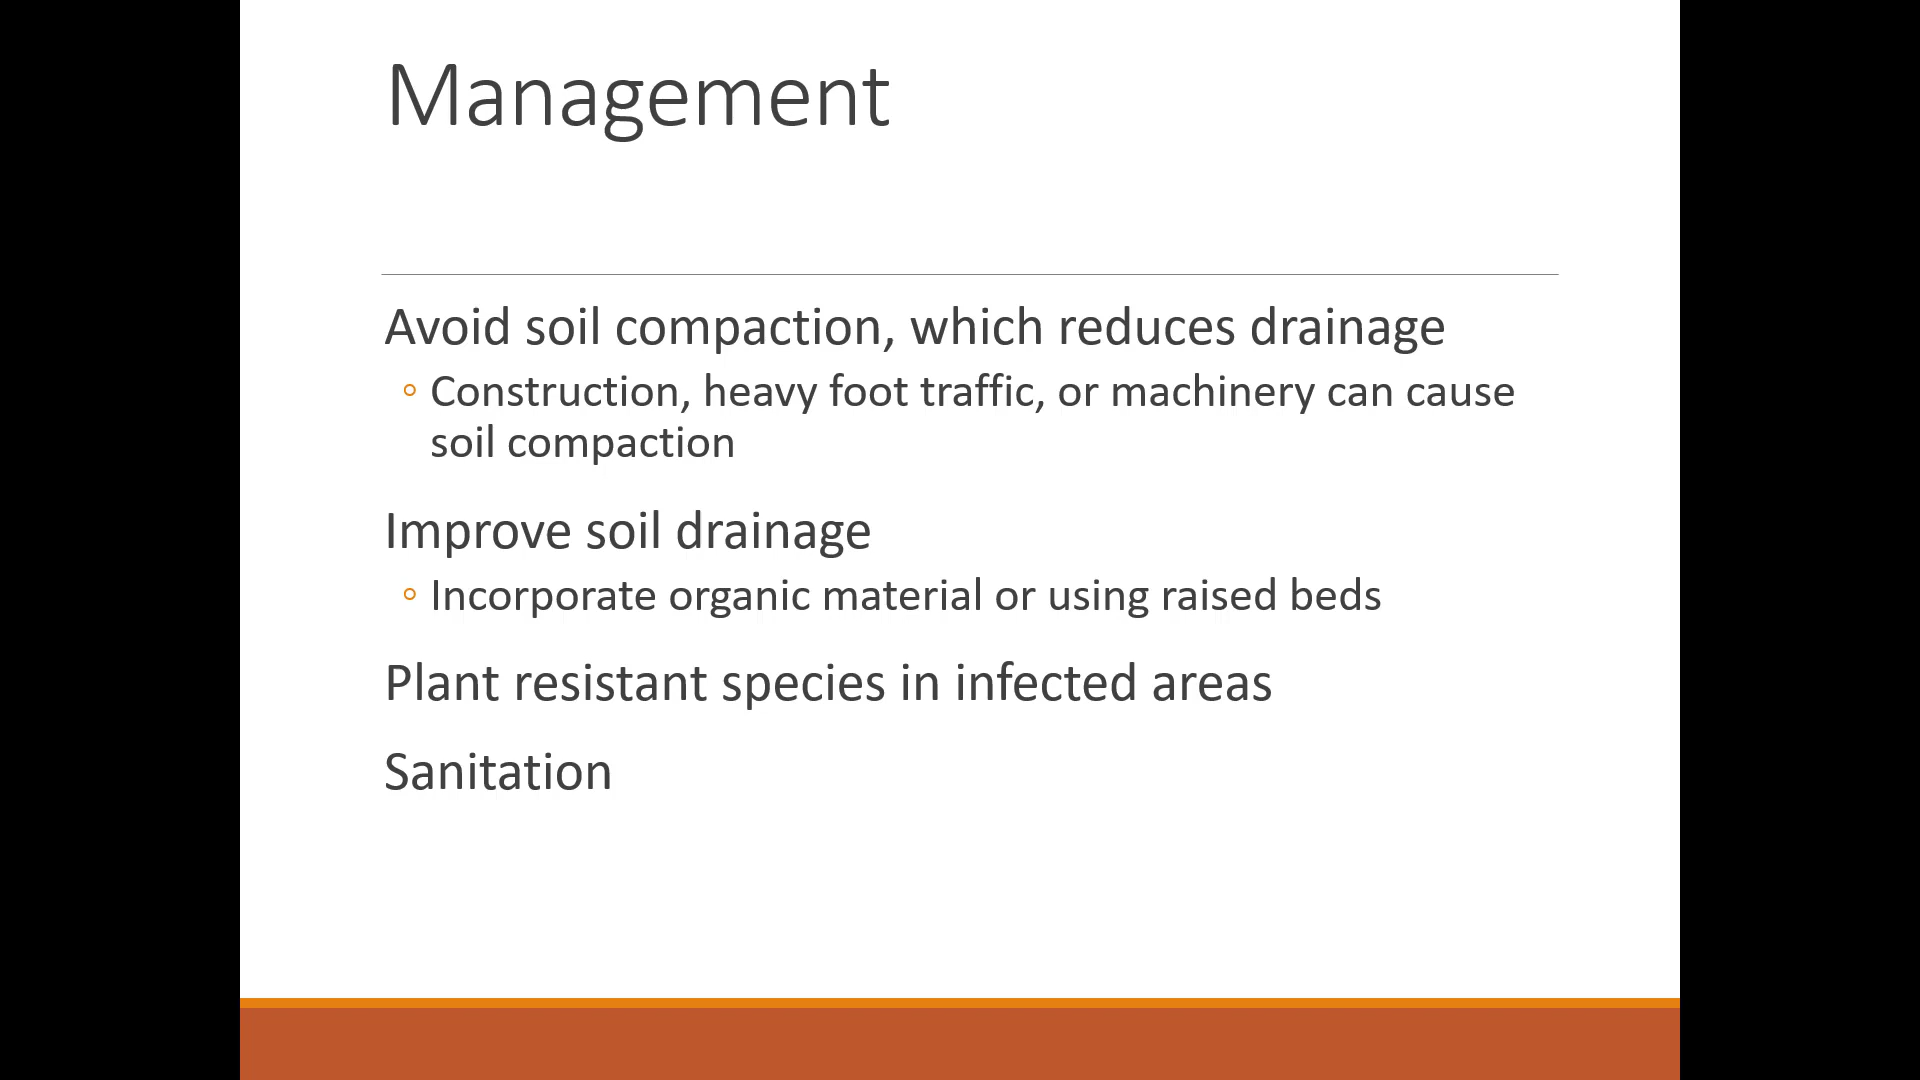 Management
Avoid soil compaction, which reduces drainage
◦ Construction, heavy foot traffic, or machinery can cause
soil compaction
Improve soil drainage
◦ Incorporate organic material or using raised beds
Plant resistant species in infected areas
Sanitation